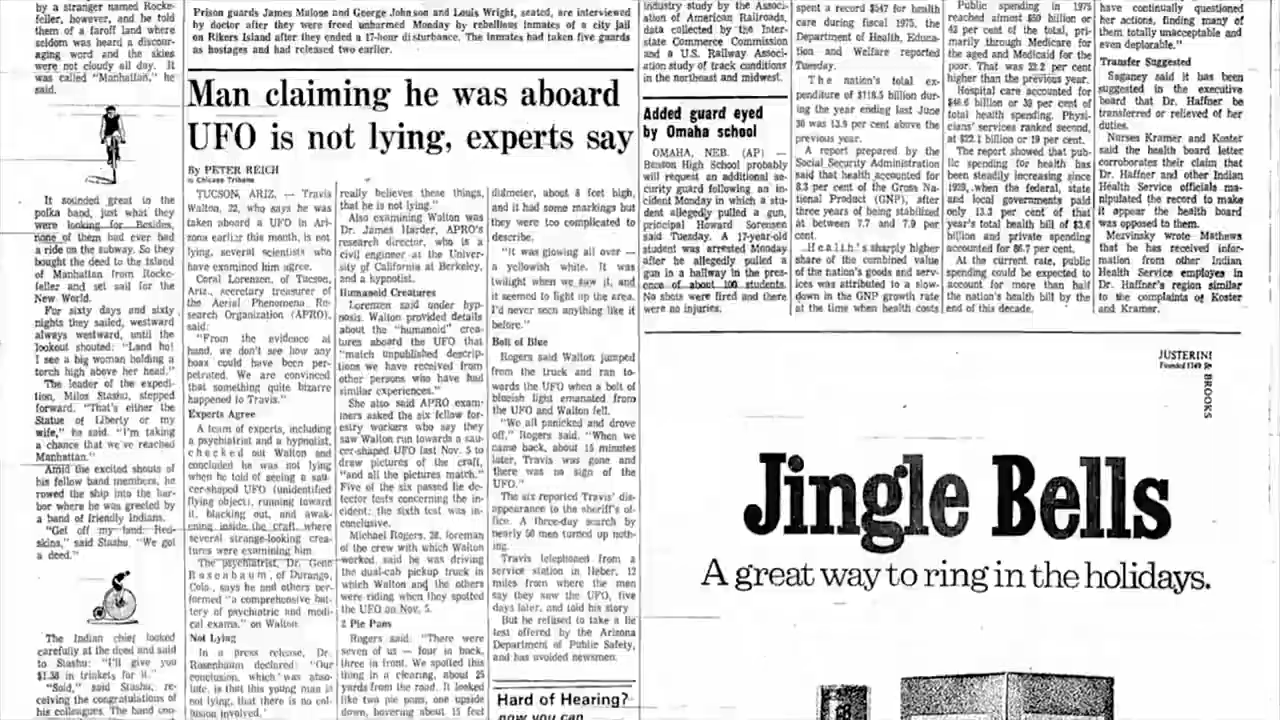 by a stranger named Rocke-
feller, however, and he told
them of a faroff land where
seldom was heard a discour-
aging word and the skies
were not cloudy all day. It
was called "Manhattan," he
said.
It sounded great to the
polka band, just what they
were looking for. Besides,
none of them had ever had
a ride on the subway. So they
bought the deed to the Island
of Manhattan from Rocke-
feller and set sail for the
New World.
For sixty days and sixty
nights they sailed, westward
always westward, until the
lookout shouted: "Land ho!
I see a big woman holding a
torch high above her head."
The leader of the expedi-
tion, Milos Stashu, stepped
forward. "That's either the
Statue of Liberty or my
wife," he said. "I'm taking
a chance that we've reached
Manhattan."
Amid the excited shouts of
his fellow band members, he
rowed the ship into the har-
bor where he was greeted by
a band of friendly Indians.
"Get off my land, Red-
skins," said Stashu. "We got
a deed."
The Indian chief looked
carefully at the deed and said
to Stashu: "I'll give you
$1.38 in trinkets for it."
"Sold," said Stashu, re-
ceiving the congratulations of
his colleagues. The band con-
Prison guards James Malone and George Johnson and Louis Wright, seated, are interviewed
by doctor after they were freed unharmed Monday by rebellious inmates of a city jail
on Rikers Island after they ended a 17-hour disturbance. The inmates had taken five guards
as hostages and had released two earlier.
Man claiming he was aboard
UFO is not lying, experts say
By PETER REICH
Chicago Tribune
TUCSON, ARIZ. — Travis
Walton, 22, who says he was
taken aboard a UFO in Ari-
zona earlier this month, is not
lying, several scientists who
have examined him agree.
Coral Lorenzen, of Tucson,
Ariz., secretary treasurer of
the Aerial Phenomena Re-
search Organization (APRO),
said:
"From the evidence at
hand, we don't see how any
hoax could have been per-
petrated. We are convinced
that something quite bizarre
happened to Travis."
Experts Agree
A team of experts, including
a psychiatrist and a hypnotist,
checked out Walton and
concluded he was not lying
when he told of seeing a sau-
cer-shaped UFO (unidentified
flying object), running toward
it, blacking out, and awak-
ening inside the craft, where
several strange-looking crea-
tures were examining him.
The psychiatrist, Dr. Gene
Rosenbaum, of Durango,
Colo., says he and others per-
formed "a comprehensive bat-
tery of psychiatric and medi-
cal exams." on Walton.
Not Lying
In a press release, Dr.
Rosenbaum declared: "Our
conclusion, which was abso-
lute, is that this young man is
not lying, that there is no col-
lusion involved."
really believes these things,
that he is not lying."
Also examining Walton was
Dr. James Harder, APRO's
research director, who is a
civil engineer at the Univer-
sity of California at Berkeley,
and a hypnotist.
Humanoid Creatures
Lorenzen said under hyp-
nosis. Walton provided details
about the "humanoid" crea-
tures aboard the UFO that
"match unpublished descrip-
tions we have received from
other persons who have had
similar experiences."
She also said APRO exam-
iners asked the six fellow for-
estry workers who say they
saw Walton run towards a sau-
cer-shaped UFO last Nov. 5 to
draw pictures of the craft,
"and all the pictures match."
Five of the six passed lie de-
tector tests concerning the in-
cident; the sixth test was in-
conclusive.
Michael Rogers, 28, foreman
of the crew with which Walton
worked, said he was driving
the dual-cab pickup truck in
which Walton and the others
were riding when they spotted
the UFO on Nov. 5.
2 Pie Pans
Rogers said: "There were
seven of us — four in back,
three in front. We spotted this
thing in a clearing, about 25
yards from the road. It looked
like two pie pans, one upside
down, hovering about 15 feet
diameter, about 8 feet high,
and it had some markings but
they were too complicated to
describe.
"It was glowing all over —
a yellowish white. It was
twilight when we saw it, and
it seemed to light up the area.
I'd never seen anything like it
before."
Bolt of Blue
Rogers said Walton jumped
from the truck and ran to-
wards the UFO when a bolt of
blueish light emanated from
the UFO and Walton fell.
"We all panicked and drove
off," Rogers said. "When we
came back, about 15 minutes
later, Travis was gone and
there was no sign of the
UFO."
The six reported Travis' dis-
appearance to the sheriff's of-
fice. A three-day search by
nearly 50 men turned up noth-
ing.
Travis telephoned from a
service station in Heber, 12
miles from where the men
say they saw the UFO, five
days later, and told his story
But he refused to take a lie
test offered by the Arizona
Department of Public Safety,
and has avoided newsmen.
Hard of Hearing?
now you can
industry study by the Associ-
ation of American Railroads,
data collected by the Inter-
state Commerce Commission
and a U.S. Railway Associ-
ation study of track conditions
in the northeast and midwest.
Added guard eyed
by Omaha school
OMAHA, NEB. (AP) —
Benson High School probably
will request an additional se-
curity guard following an in-
cident Monday in which a stu-
dent allegedly pulled a gun,
principal Howard Sorensen
said Tuesday. A 17-year-old
student was arrested Monday
after he allegedly pulled a
gun in a hallway in the pres-
ence of about 100 students.
No shots were fired and there
were no injuries.
spent a record $547 for health
care during fiscal 1975, the
Department of Health, Educa-
tion and Welfare reported
Tuesday.
The nation's total ex-
penditure of $118.5 billion dur-
ing the year ending last June
30 was 13.9 per cent above the
previous year.
A report prepared by the
Social Security Administration
said that health accounted for
8.3 per cent of the Gross Na-
tional Product (GNP), after
three years of being stabilized
at between 7.7 and 7.9 per
cent.
Health's sharply higher
share of the combined value
of the nation's goods and serv-
ices was attributed to a slow-
down in the GNP growth rate
at the time when health costs
Public spending in 1975
reached almost $50 billion or
42 per cent of the total, pri-
marily through Medicare for
the aged and Medicaid for the
poor. That was 22.2 per cent
higher than the previous year.
Hospital care accounted for
$46.6 billion or 39 per cent of
total health spending. Physi-
cians' services ranked second,
at $22.1 billion or 19 per cent.
The report showed that pub-
lic spending for health has
been steadily increasing since
1929, when the federal, state
and local governments paid
only 13.3 per cent of that
year's total health bill of $3.6
billion and private spending
accounted for 86.7 per cent.
At the current rate, public
spending could be expected to
account for more than half
the nation's health bill by the
end of this decade.
have continually questioned
her actions, finding many of
them totally unacceptable and
even deplorable."
Transfer Suggested
Saganey said it has been
suggested in the executive
board that Dr. Haffner be
transferred or relieved of her
duties.
Nurses Kramer and Koster
said the health board letter
corroborates their claim that
Dr. Haffner and other Indian
Health Service officials ma-
nipulated the record to make
it appear the health board
was opposed to them.
Mezvinsky wrote Mathews
that he has received infor-
mation from other Indian
Health Service employes in
Dr. Haffner's region similar
to the complaints of Koster
and Kramer.
JUSTERINI
Founded 1749
& BROOKS
Jingle Bells
A great way to ring in the holidays.